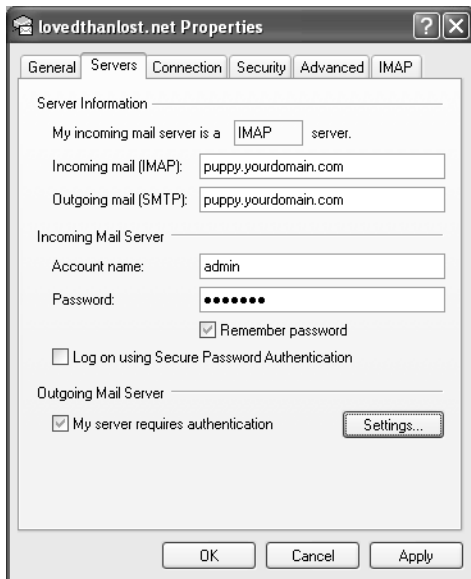 lovedthanlost.net Properties
General Servers Connection Security Advanced IMAP
Server Information
My incoming mail server is a IMAP server.
Incoming mail (IMAP): puppy.yourdomain.com
Outgoing mail (SMTP): puppy.yourdomain.com
Incoming Mail Server
Account name: admin
Password: •••••••
Remember password
Log on using Secure Password Authentication
Outgoing Mail Server
My server requires authentication Settings...
OK Cancel Apply